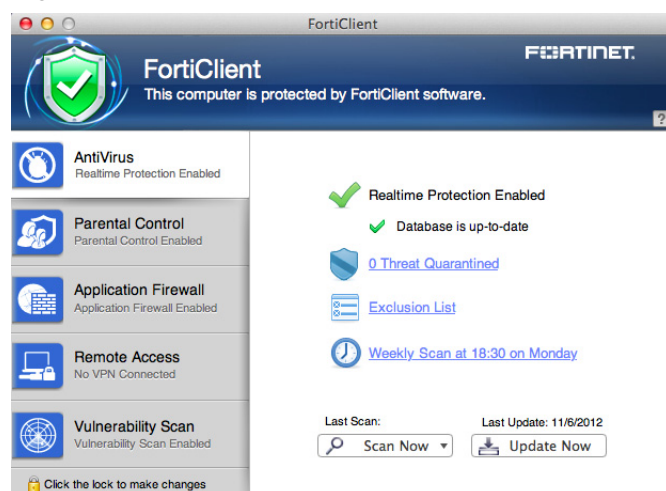 FortiClient
FORTINET.
FortiClient
This computer is protected by FortiClient software.
?
AntiVirus
Realtime Protection Enabled
Parental Control
Parental Control Enabled
Application Firewall
Application Firewall Enabled
Remote Access
No VPN Connected
Vulnerability Scan
Vulnerability Scan Enabled
Click the lock to make changes
Realtime Protection Enabled
Database is up-to-date
0 Threat Quarantined
Exclusion List
Weekly Scan at 18:30 on Monday
Last Scan:
Last Update: 11/6/2012
Scan Now
Update Now